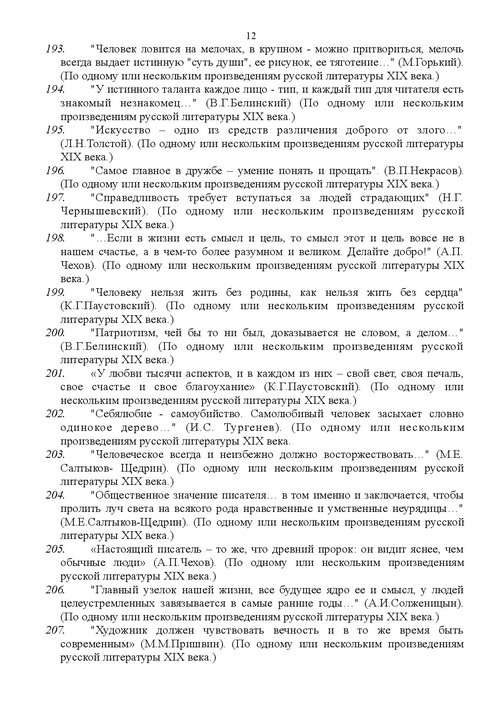 12
193. "Человек ловится на мелочах, в крупном - можно притвориться, мелочь
всегда выдает истинную "суть души", ее рисунок, ее тяготение…" (М.Горький).
(По одному или нескольким произведениям русской литературы XIX века.)
194. "У истинного таланта каждое лицо - тип, и каждый тип для читателя есть
знакомый незнакомец…" (В.Г.Белинский) (По одному или нескольким
произведениям русской литературы XIX века.)
195. "Искусство – одно из средств различения доброго от злого…"
(Л.Н.Толстой). (По одному или нескольким произведениям русской литературы
XIX века.)
196. "Самое главное в дружбе – умение понять и прощать". (В.П.Некрасов).
(По одному или нескольким произведениям русской литературы XIX века.)
197. "Справедливость требует вступаться за людей страдающих" (Н.Г.
Чернышевский). (По одному или нескольким произведениям русской
литературы XIX века.)
198. "…Если в жизни есть смысл и цель, то смысл этот и цель вовсе не в
нашем счастье, а в чем-то более разумном и великом. Делайте добро!" (А.П.
Чехов). (По одному или нескольким произведениям русской литературы XIX
века.)
199. "Человеку нельзя жить без родины, как нельзя жить без сердца"
(К.Г.Паустовский). (По одному или нескольким произведениям русской
литературы XIX века.)
200. "Патриотизм, чей бы то ни был, доказывается не словом, а делом…"
(В.Г.Белинский). (По одному или нескольким произведениям русской
литературы XIX века.)
201. «У любви тысячи аспектов, и в каждом из них – свой свет, своя печаль,
свое счастье и свое благоухание» (К.Г.Паустовский). (По одному или
нескольким произведениям русской литературы XIX века.)
202. "Себялюбие - самоубийство. Самолюбивый человек засыхает словно
одинокое дерево…" (И.С. Тургенев). (По одному или нескольким
произведениям русской литературы XIX века.
203. "Человеческое всегда и неизбежно должно восторжествовать…" (М.Е.
Салтыков- Щедрин). (По одному или нескольким произведениям русской
литературы XIX века.)
204. "Общественное значение писателя… в том именно и заключается, чтобы
пролить луч света на всякого рода нравственные и умственные неурядицы…"
(М.Е.Салтыков-Щедрин). (По одному или нескольким произведениям русской
литературы XIX века.)
205. «Настоящий писатель – то же, что древний пророк: он видит яснее, чем
обычные люди» (А.П.Чехов). (По одному или нескольким произведениям
русской литературы XIX века.)
206. "Главный узелок нашей жизни, все будущее ядро ее и смысл, у людей
целеустремленных завязывается в самые ранние годы…" (А.И.Солженицын).
(По одному или нескольким произведениям русской литературы XIX века.)
207. "Художник должен чувствовать вечность и в то же время быть
современным» (М.М.Пришвин). (По одному или нескольким произведениям
русской литературы XIX века.)